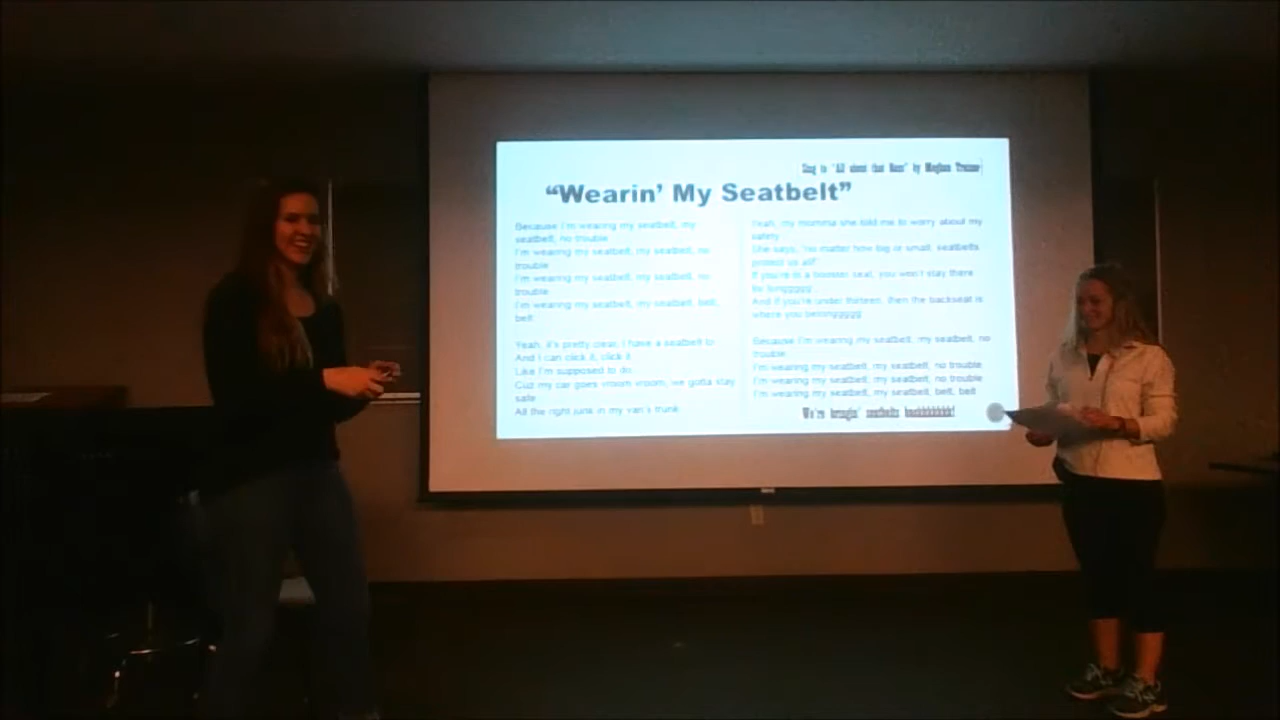 Sing to "All about that Bass" by Meghan Trainor
“Wearin’ My Seatbelt”
Because I'm wearing my seatbelt, my
seatbelt, no trouble
I'm wearing my seatbelt, my seatbelt, no
trouble
I'm wearing my seatbelt, my seatbelt, no
trouble
I'm wearing my seatbelt, my seatbelt, belt,
belt
Yeah, it's pretty clear, I have a seatbelt to
And I can click it, click it
Like I'm supposed to do
Cuz my car goes vroom vroom, we gotta stay
safe
All the right junk in my van's trunk
Yeah, my momma she told me to worry about my
safety
She says, "no matter how big or small, seatbelts
protect us all!"
If you're in a booster seat, you won't stay there
for longgggg
And if you're under thirteen, then the backseat is
where you belonggggg
Because I'm wearing my seatbelt, my seatbelt, no
trouble
I'm wearing my seatbelt, my seatbelt, no trouble
I'm wearing my seatbelt, my seatbelt, no trouble
I'm wearing my seatbelt, my seatbelt, belt, belt
We're bringin' seatbelts